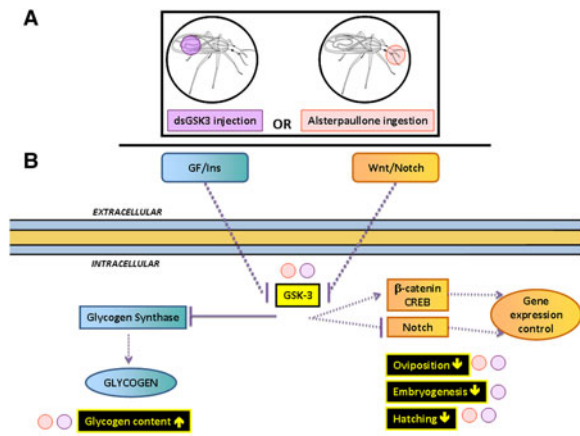 A
dsGSK3 injection
OR
Alsterpaullone ingestion
B
GF/Ins
Wnt/Notch
EXTRACELLULAR
INTRACELLULAR
GSK-3
Glycogen Synthase
β-catenin
CREB
Notch
Gene
expression
control
GLYCOGEN
Oviposition
Embryogenesis
Hatching
Glycogen content